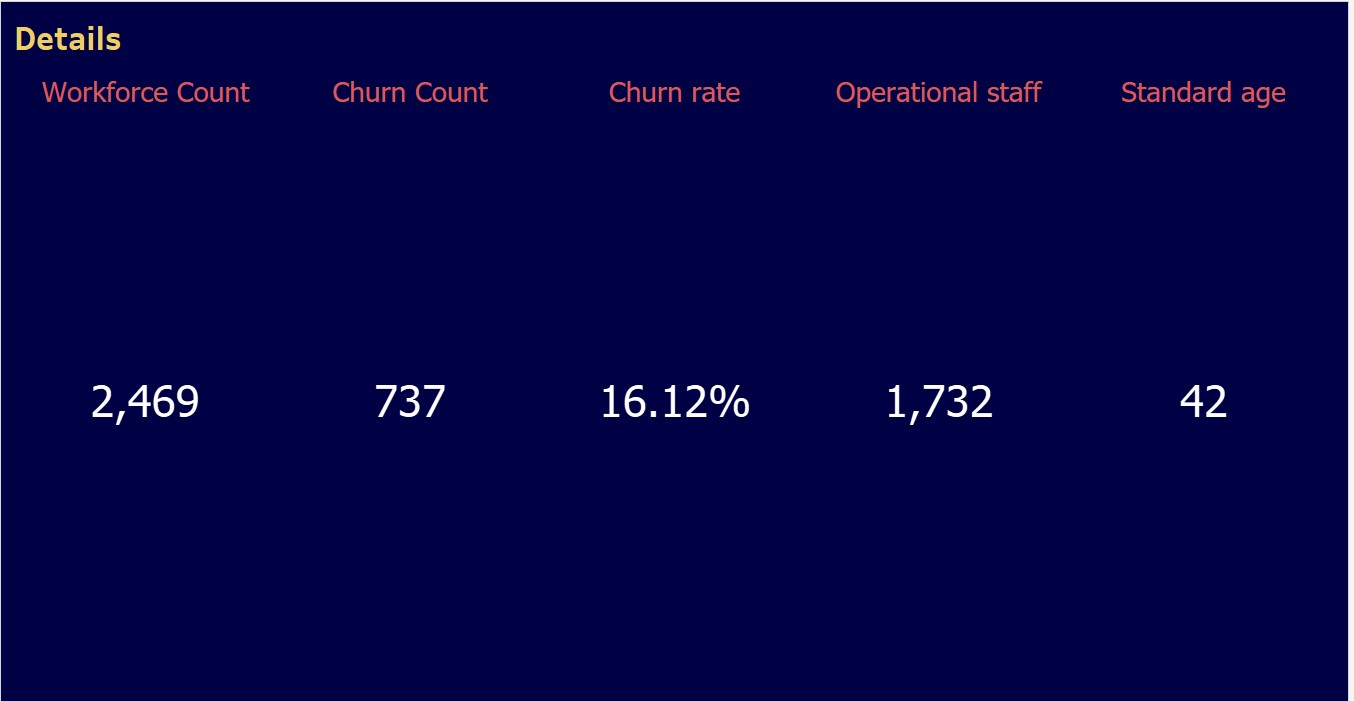 Details
Workforce Count Churn Count Churn rate Operational staff Standard age
2,469 737 16.12% 1,732 42